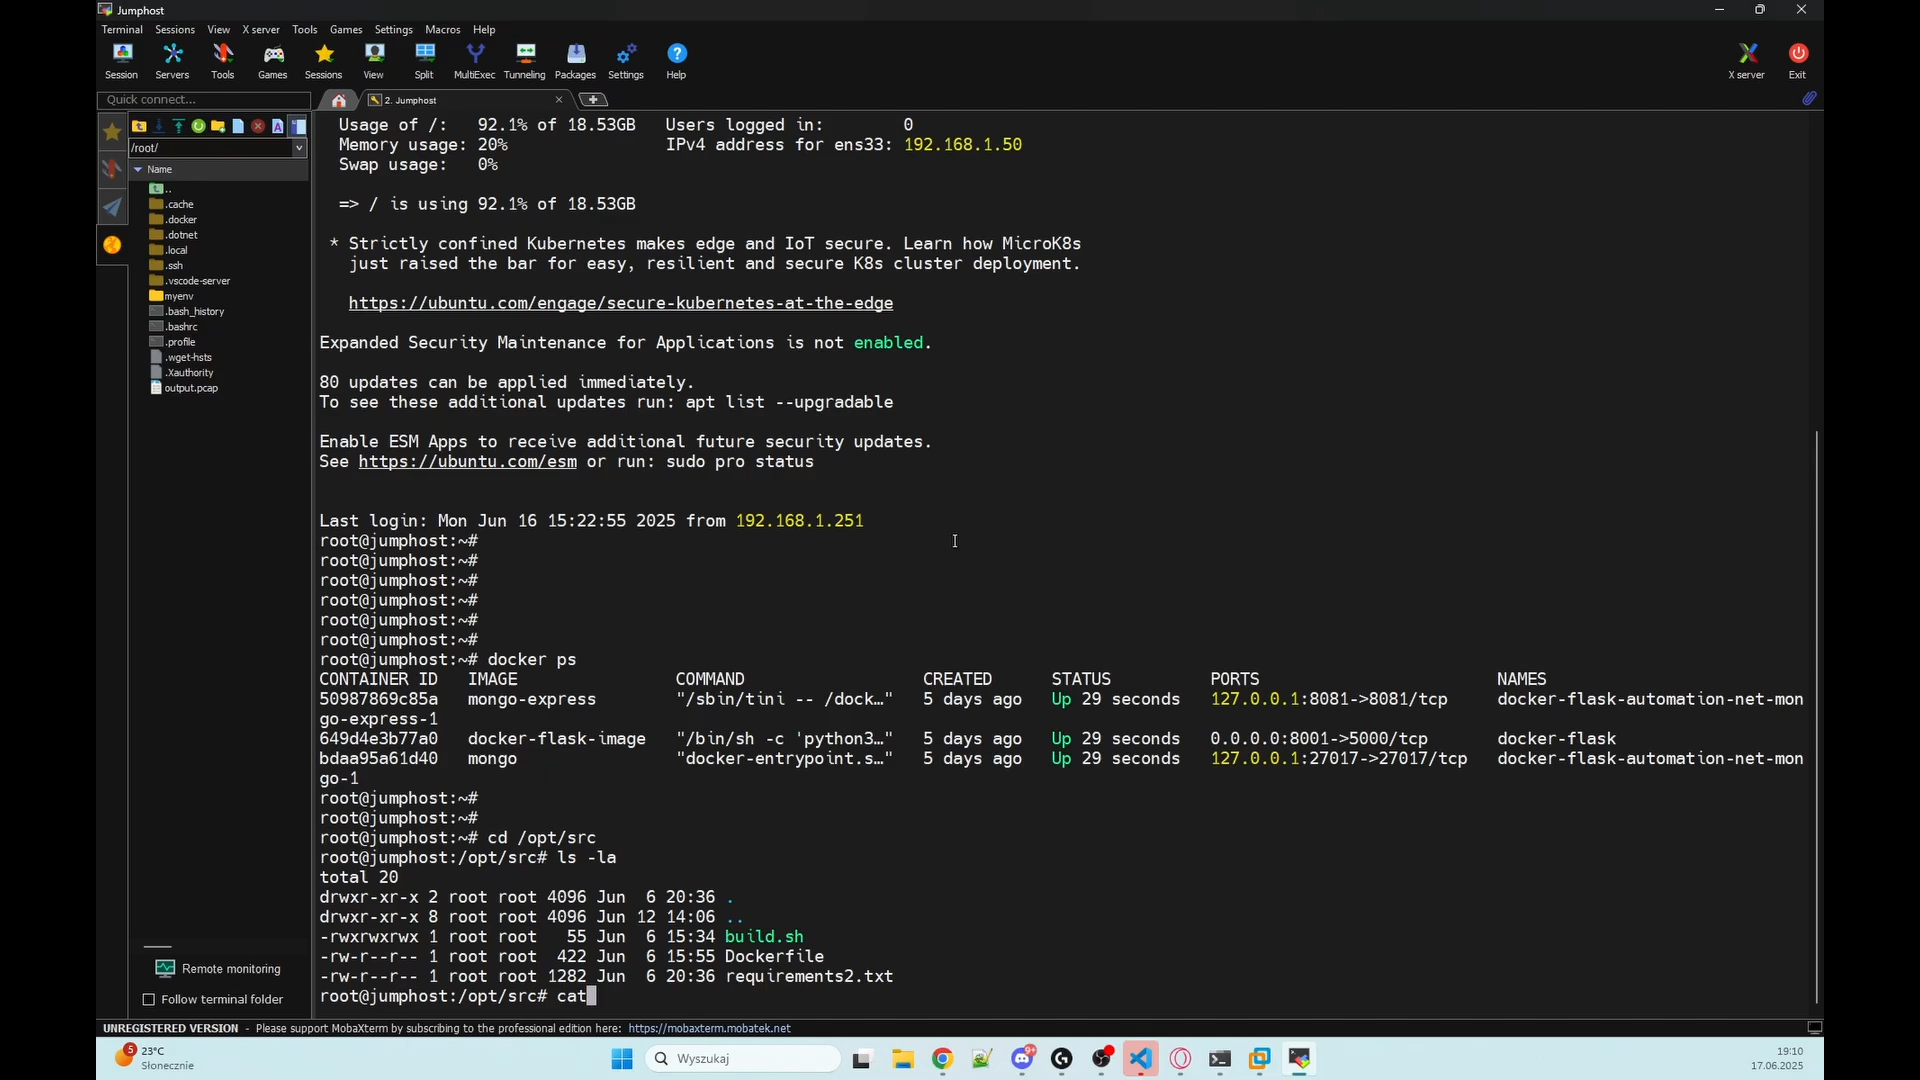 Jumphost
Terminal Sessions View X server Tools Games Settings Macros Help
Session Servers Tools Games Sessions View Split MultiExec Tunneling Packages Settings Help X server Exit
Quick connect... 2. Jumphost
/root/
Name
..
.cache
.docker
.dotnet
.local
.ssh
.vscode-server
myenv
.bash_history
.bashrc
.profile
.wget-hsts
.Xauthority
output.pcap
Remote monitoring
Follow terminal folder
Usage of /: 92.1% of 18.53GB Users logged in: 0
Memory usage: 20% IPv4 address for ens33: 192.168.1.50
Swap usage: 0%
=> / is using 92.1% of 18.53GB
* Strictly confined Kubernetes makes edge and IoT secure. Learn how MicroK8s
just raised the bar for easy, resilient and secure K8s cluster deployment.
https://ubuntu.com/engage/secure-kubernetes-at-the-edge
Expanded Security Maintenance for Applications is not enabled.
80 updates can be applied immediately.
To see these additional updates run: apt list --upgradable
Enable ESM Apps to receive additional future security updates.
See https://ubuntu.com/esm or run: sudo pro status
Last login: Mon Jun 16 15:22:55 2025 from 192.168.1.251
root@jumphost:~#
root@jumphost:~#
root@jumphost:~#
root@jumphost:~#
root@jumphost:~#
root@jumphost:~#
root@jumphost:~# docker ps
CONTAINER ID IMAGE COMMAND CREATED STATUS PORTS NAMES
50987869c85a mongo-express "/sbin/tini -- /dock…" 5 days ago Up 29 seconds 127.0.0.1:8081->8081/tcp docker-flask-automation-net-mon
go-express-1
649d4e3b77a0 docker-flask-image "/bin/sh -c 'python3…" 5 days ago Up 29 seconds 0.0.0.0:8001->5000/tcp docker-flask
bdaa95a61d40 mongo "docker-entrypoint.s…" 5 days ago Up 29 seconds 127.0.0.1:27017->27017/tcp docker-flask-automation-net-mon
go-1
root@jumphost:~#
root@jumphost:~#
root@jumphost:~# cd /opt/src
root@jumphost:/opt/src# ls -la
total 20
drwxr-xr-x 2 root root 4096 Jun 6 20:36 .
drwxr-xr-x 8 root root 4096 Jun 12 14:06 ..
-rwxrwxrwx 1 root root 55 Jun 6 15:34 build.sh
-rw-r--r-- 1 root root 422 Jun 6 15:55 Dockerfile
-rw-r--r-- 1 root root 1282 Jun 6 20:36 requirements2.txt
root@jumphost:/opt/src# cat
UNREGISTERED VERSION - Please support MobaXterm by subscribing to the professional edition here: https://mobaxterm.mobatek.net
5
23°C
Słonecznie
Wyszukaj
9+
19:10
17.06.2025